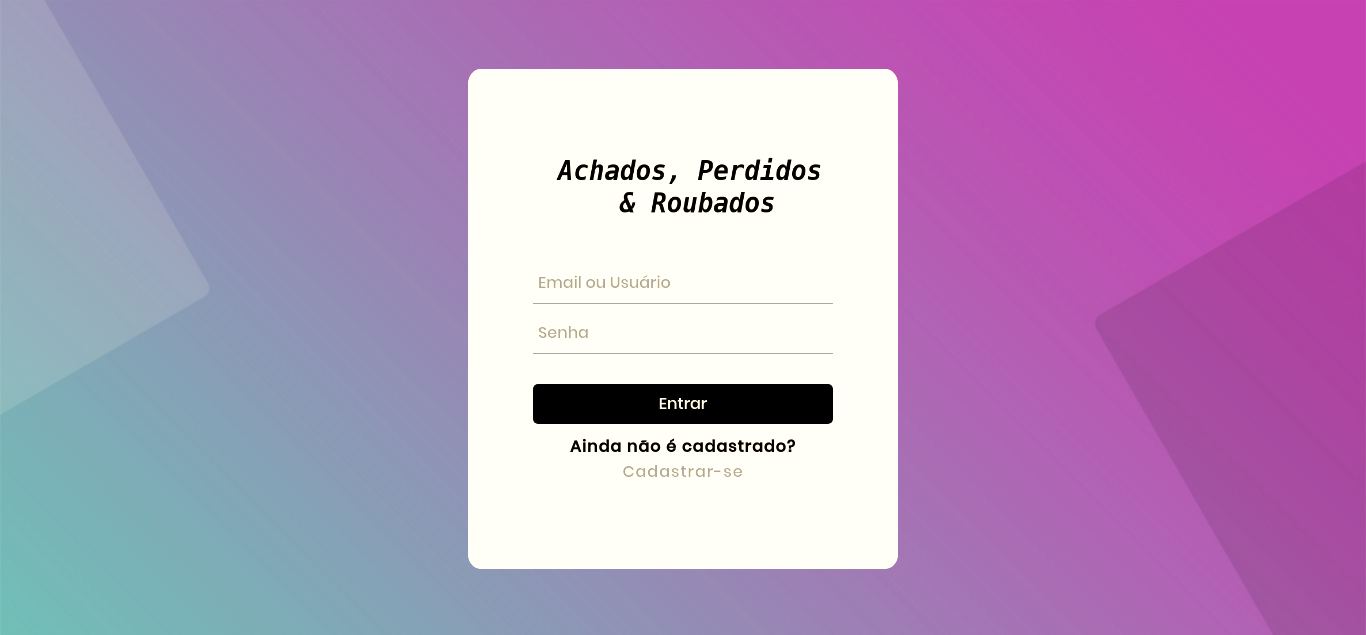 Achados, Perdidos
& Roubados
Email ou Usuário
Senha
Entrar
Ainda não é cadastrado?
Cadastrar-se